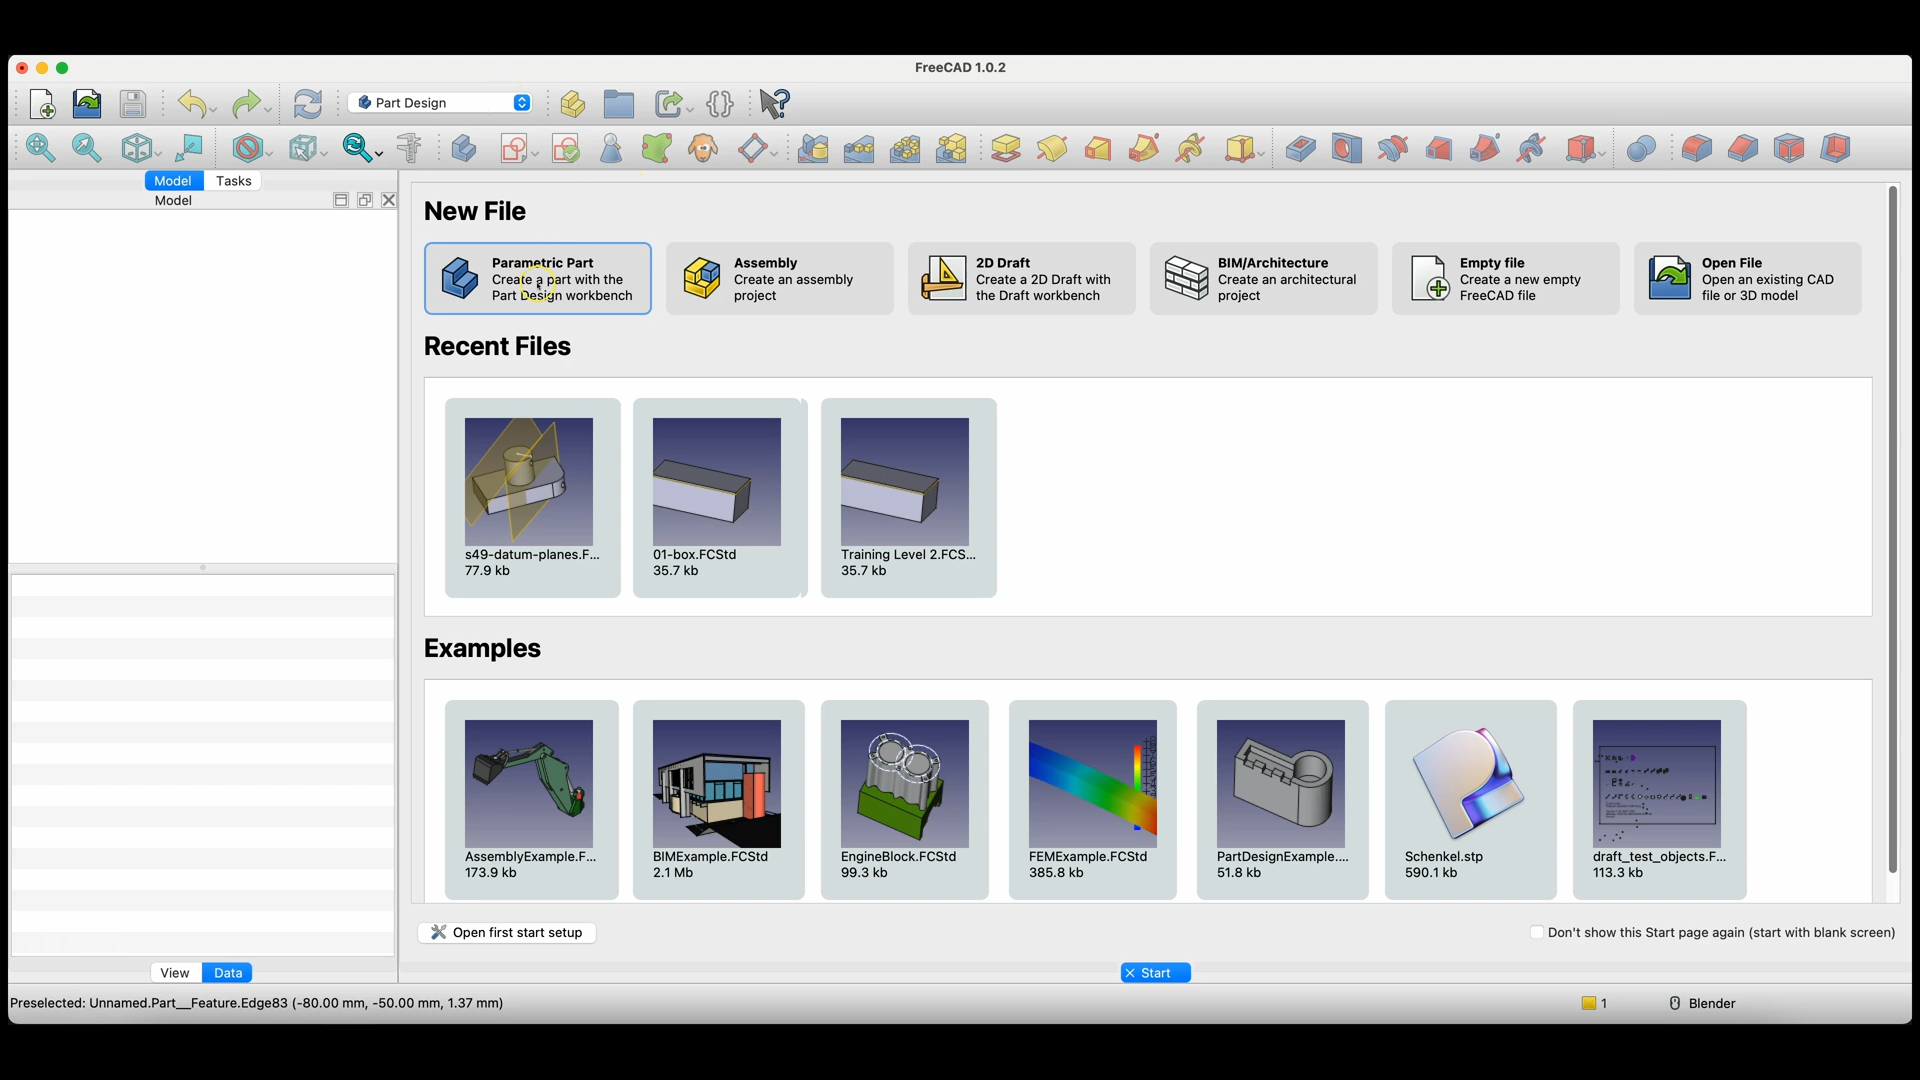 FreeCAD 1.0.2
Part Design
Model
Tasks
Model
New File
Parametric Part
Create a part with the
Part Design workbench
Assembly
Create an assembly
project
2D Draft
Create a 2D Draft with
the Draft workbench
BIM/Architecture
Create an architectural
project
Empty file
Create a new empty
FreeCAD file
Open File
Open an existing CAD
file or 3D model
Recent Files
s49-datum-planes.F...
77.9 kb
01-box.FCStd
35.7 kb
Training Level 2.FCS...
35.7 kb
Examples
AssemblyExample.F...
173.9 kb
BIMExample.FCStd
2.1 Mb
EngineBlock.FCStd
99.3 kb
FEMExample.FCStd
385.8 kb
PartDesignExample....
51.8 kb
Schenkel.stp
590.1 kb
draft_test_objects.F...
113.3 kb
Open first start setup
Don't show this Start page again (start with blank screen)
View
Data
Start
Preselected: Unnamed.Part__Feature.Edge83 (-80.00 mm, -50.00 mm, 1.37 mm)
1
Blender